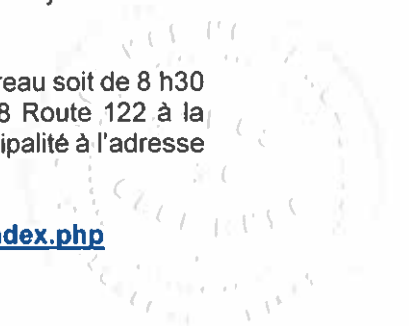 reau soit de 8 h30
8 Route 122 à la
ipalité à l'adresse
ndex.php